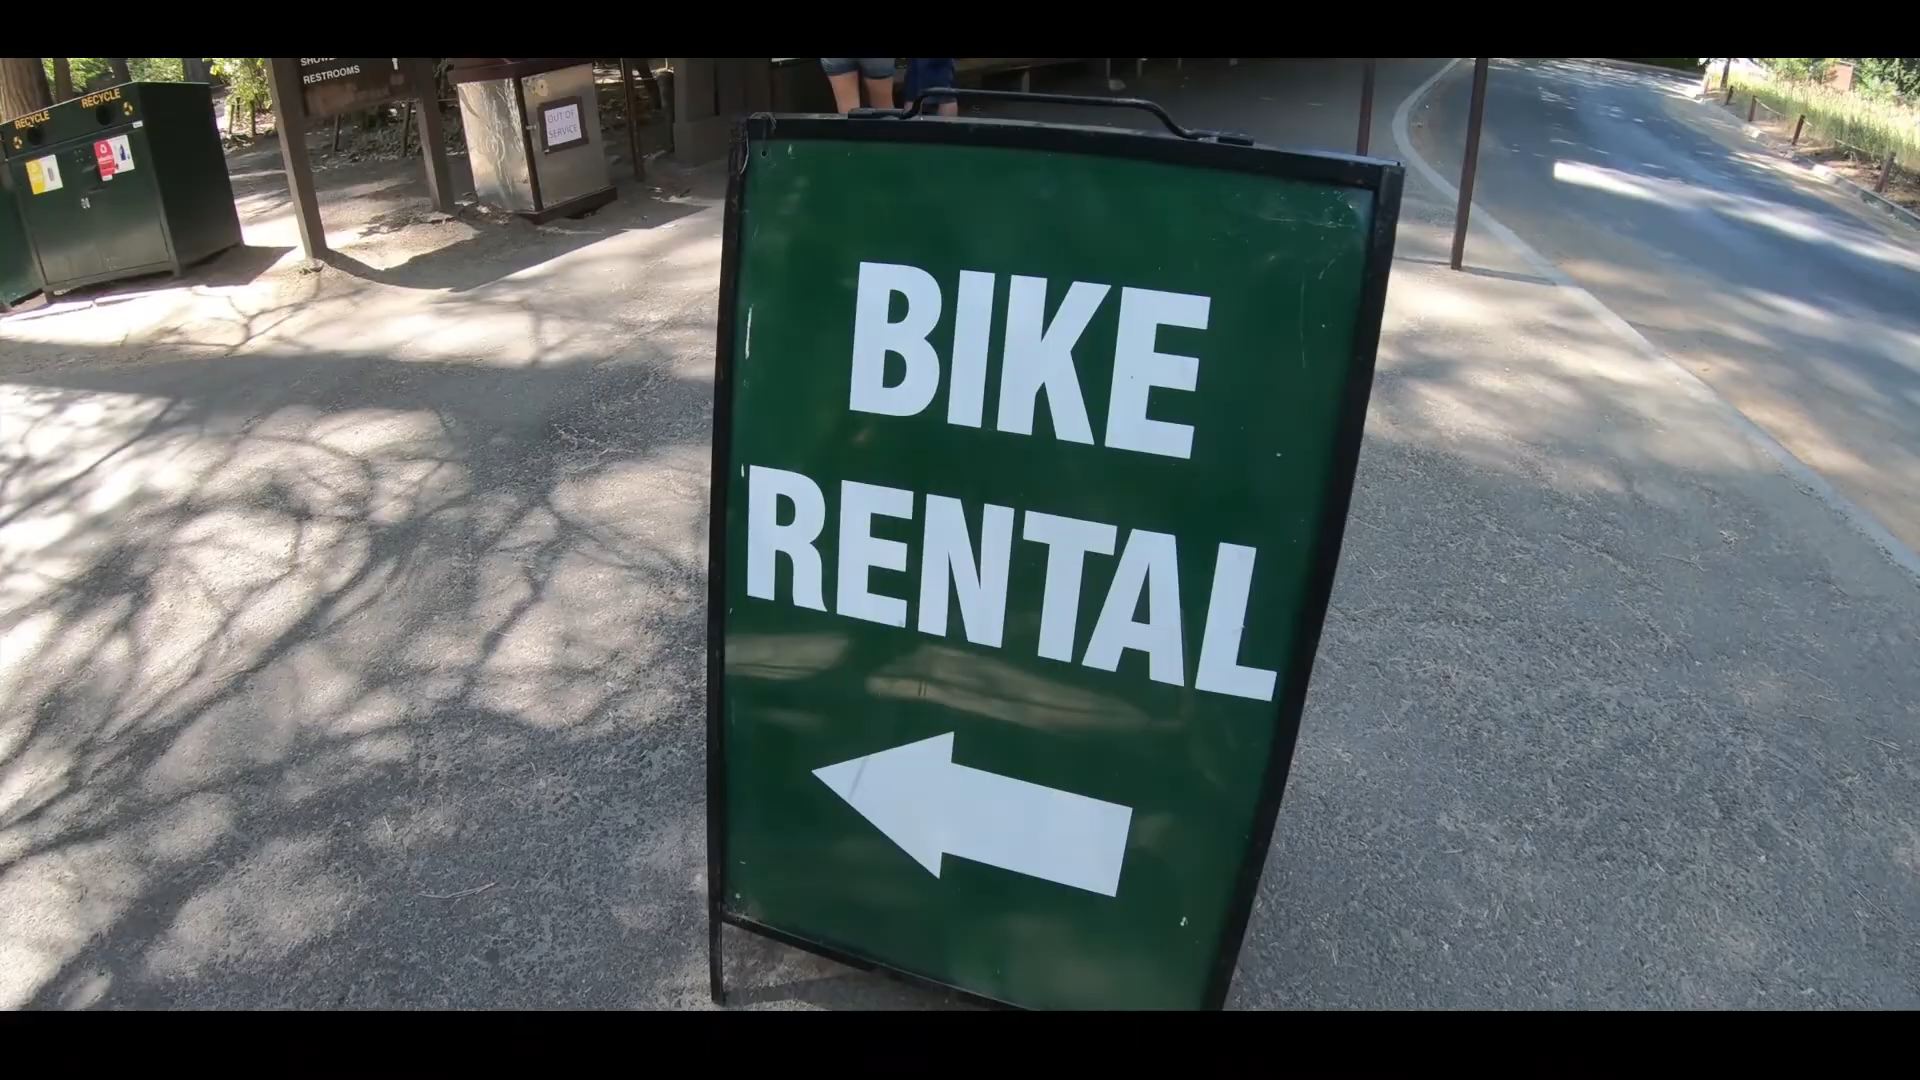 RESTROOMS
RECYCLE
RECYCLE
OUT OF
SERVICE
BIKE
RENTAL